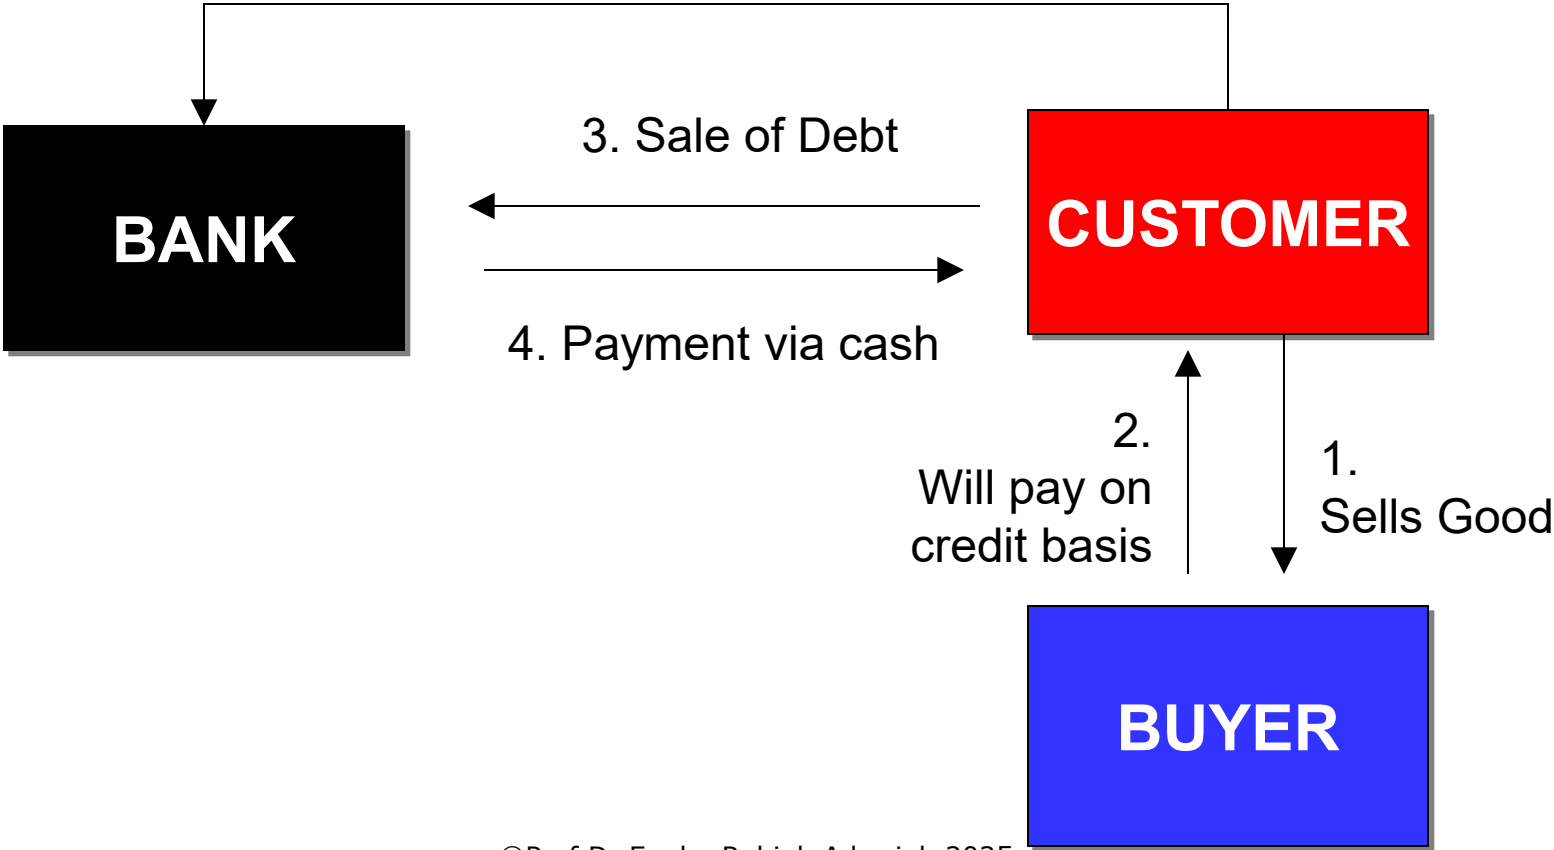 3. Sale of Debt
BANK
CUSTOMER
4. Payment via cash
2.
Will pay on
credit basis
1.
Sells Good
BUYER
2025